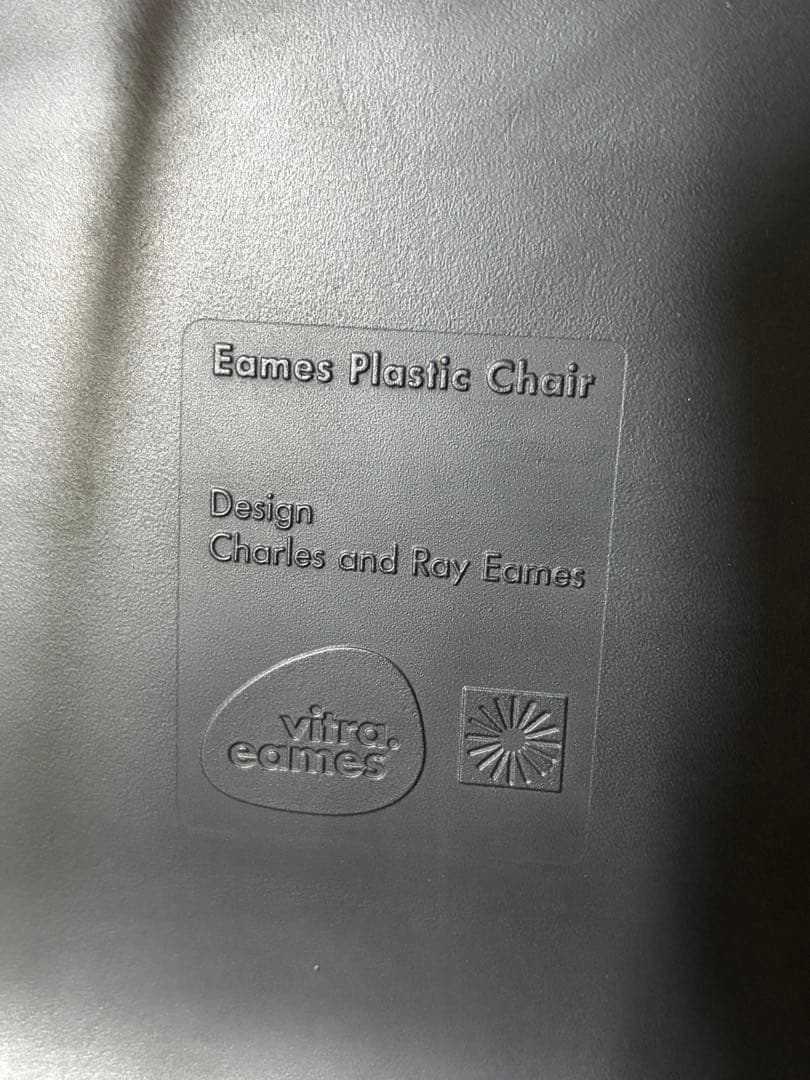 Eames Plastic Chair
Design
Charles and Ray Eames
vitra.
eames